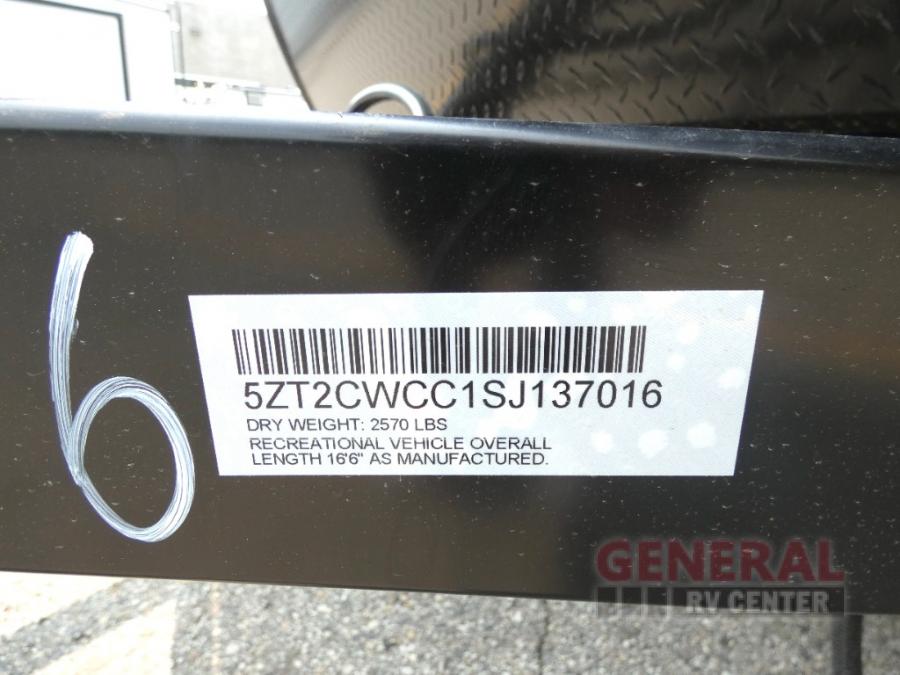 6
5ZT2CWCC1SJ137016
DRY WEIGHT: 2570 LBS
RECREATIONAL VEHICLE OVERALL
LENGTH 16'6" AS MANUFACTURED.
GENERAL
RV CENTER